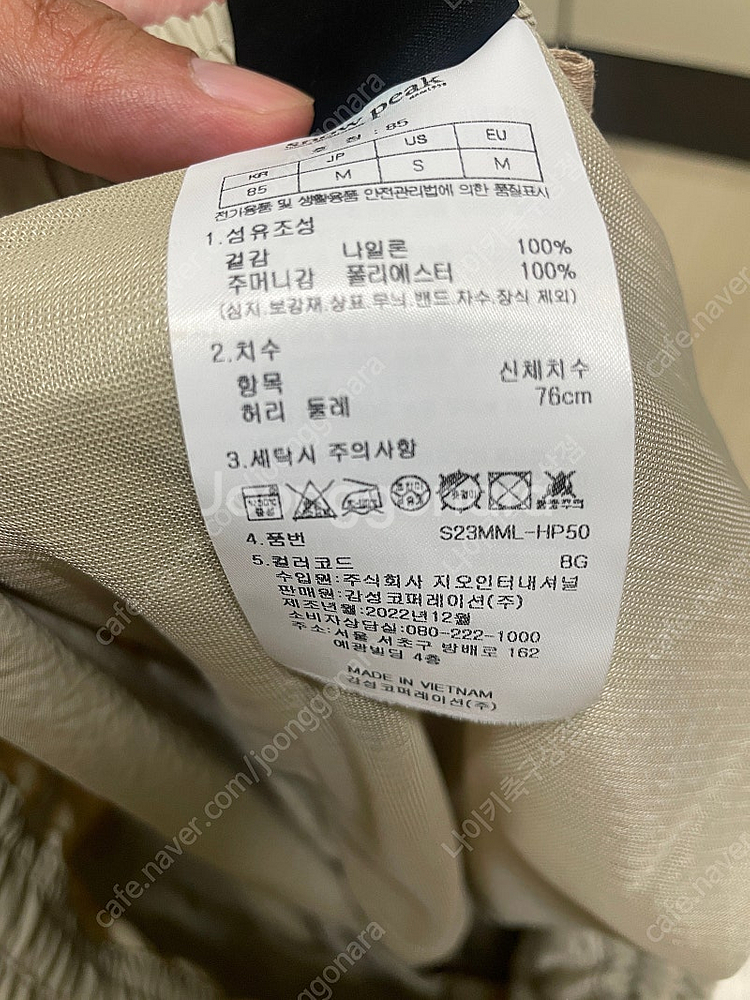 snow peak
호 칭 : 85
KR JP US EU
85 M S M
전기용품 및 생활용품 안전관리법에 의한 품질표시
1.섬유조성
겉감 나일론 100%
주머니감 폴리에스터 100%
(심지.보강재.상표.무늬.밴드.자수.장식 제외)
2.치수
항목 신체치수
허리 둘레 76cm
3.세탁시 주의사항
4.품번 S23MML-HP50
5.컬러코드 BG
수입원:주식회사 지오인터내셔널
판매원:감성코퍼레이션(주)
제조년월:2022년12월
소비자상담실:080-222-1000
주소:서울 서초구 방배로 162
에광빌딩 4층
MADE IN VIETNAM
감성코퍼레이션(주)
cafe.naver.com/joonggonara